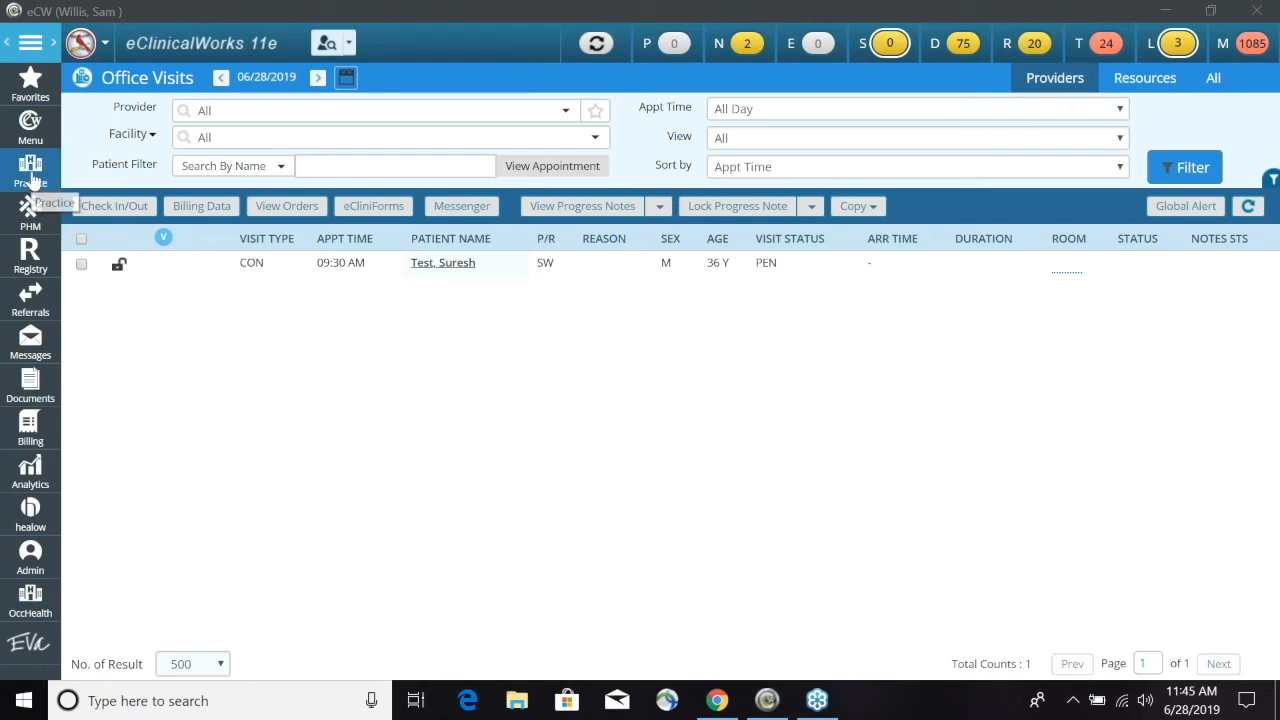 eCW (Willis, Sam )
eClinicalWorks 11e
P 0 N 2 E 0 S 0 D 75 R 20 T 24 L 3 M 1085
Office Visits 06/28/2019 Providers Resources All
Favorites
Menu
Practice
Practice
PHM
Registry
Referrals
Messages
Documents
Billing
Analytics
healow
Admin
OccHealth
Eva
Provider All Appt Time All Day
Facility All View All
Patient Filter Search By Name View Appointment Sort by Appt Time Filter
Check In/Out Billing Data View Orders eCliniForms Messenger View Progress Notes Lock Progress Note Copy Global Alert
V VISIT TYPE APPT TIME PATIENT NAME P/R REASON SEX AGE VISIT STATUS ARR TIME DURATION ROOM STATUS NOTES STS
CON 09:30 AM Test, Suresh SW M 36 Y PEN -
No. of Result 500 Total Counts : 1 Prev Page 1 of 1 Next
Type here to search
11:45 AM
6/28/2019